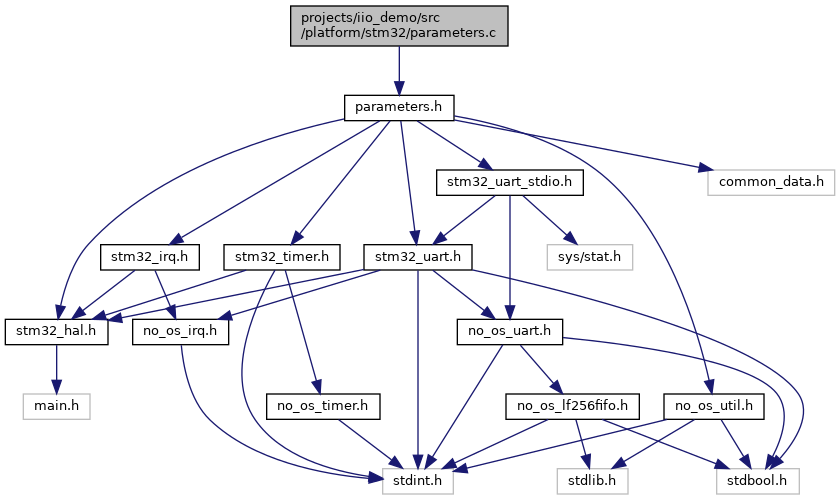 projects/iio_demo/src
/platform/stm32/parameters.c
parameters.h
stm32_uart_stdio.h
common_data.h
stm32_irq.h
stm32_timer.h
stm32_uart.h
sys/stat.h
stm32_hal.h
no_os_irq.h
no_os_uart.h
main.h
no_os_timer.h
no_os_lf256fifo.h
no_os_util.h
stdint.h
stdlib.h
stdbool.h